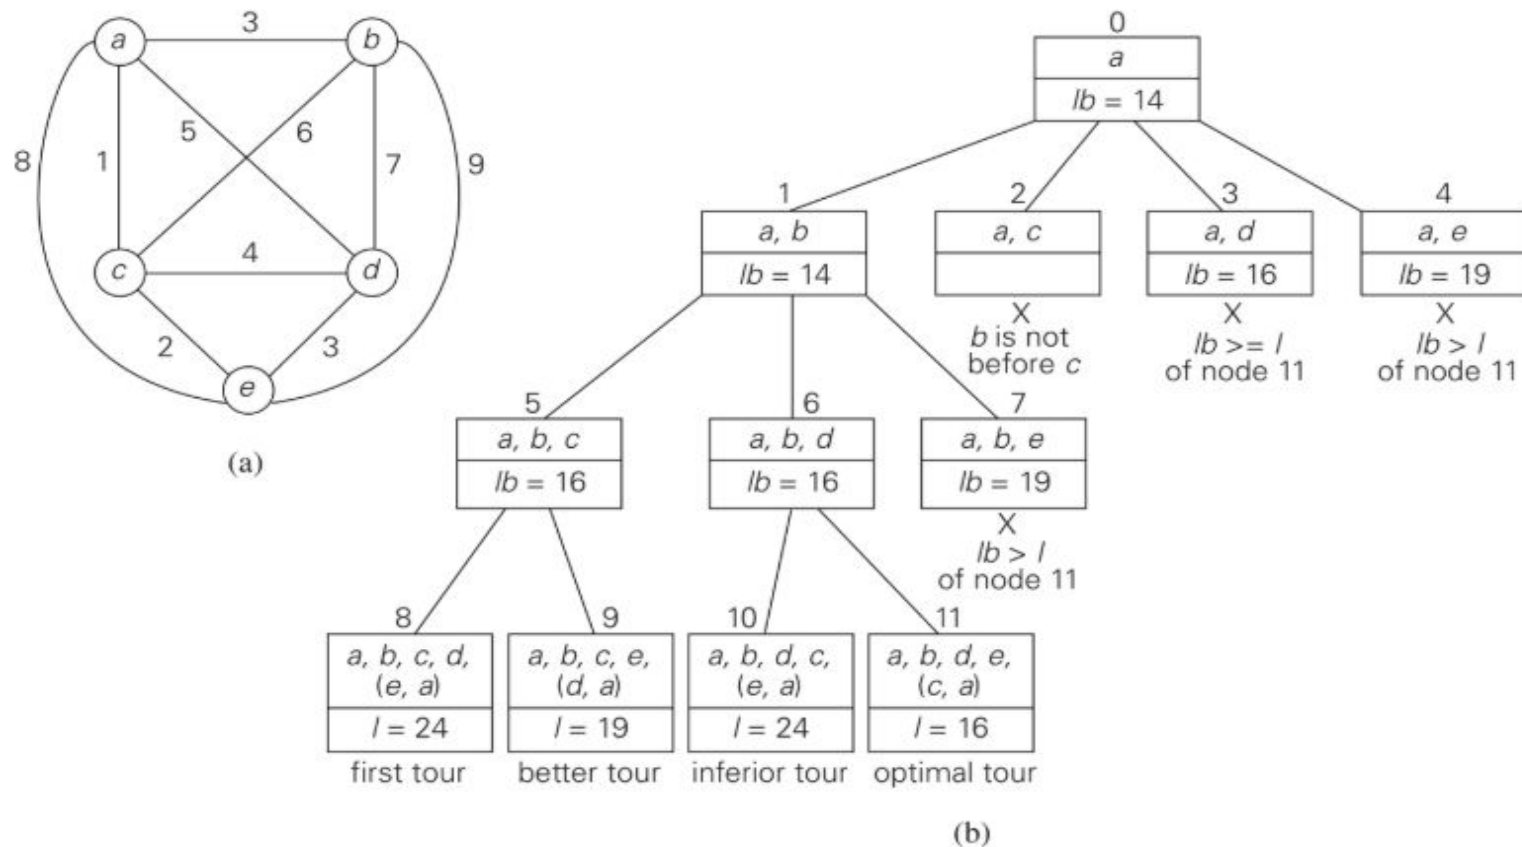 3
a
b
5
6
8
1
7
9
c
4
d
2
3
e
(a)
0
a
lb = 14
1
a, b
lb = 14
2
a, c
X
b is not
before c
3
a, d
lb = 16
X
lb >= l
of node 11
4
a, e
lb = 19
X
lb > l
of node 11
5
a, b, c
lb = 16
6
a, b, d
lb = 16
7
a, b, e
lb = 19
X
lb > l
of node 11
8
a, b, c, d,
(e, a)
l = 24
first tour
9
a, b, c, e,
(d, a)
l = 19
better tour
10
a, b, d, c,
(e, a)
l = 24
inferior tour
11
a, b, d, e,
(c, a)
l = 16
optimal tour
(b)